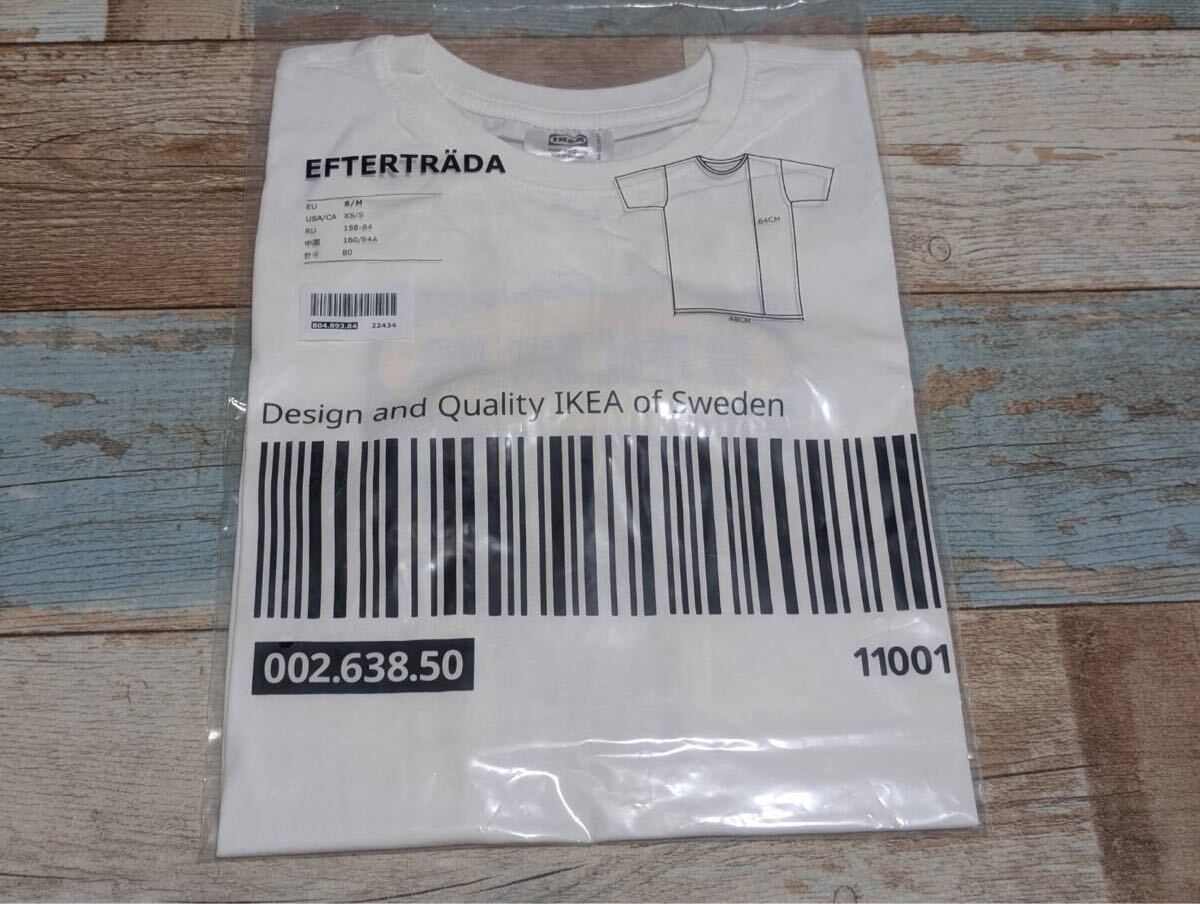 IKEA
EFTERTRÄDA
EU S/M
USA/CA XS/S
RU 158-84
中国 160/84A
한국 80
64CM
48CM
804.893.84 22434
Design and Quality IKEA of Sweden
002.638.50 11001